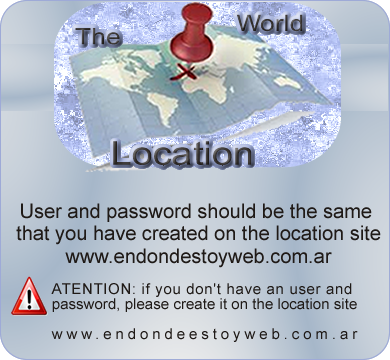 The World
Location
User and password should be the same
that you have created on the location site
www.endondestoyweb.com.ar
ATENTION: if you don't have an user and
password, please create it on the location site
www.endondeestoyweb.com.ar